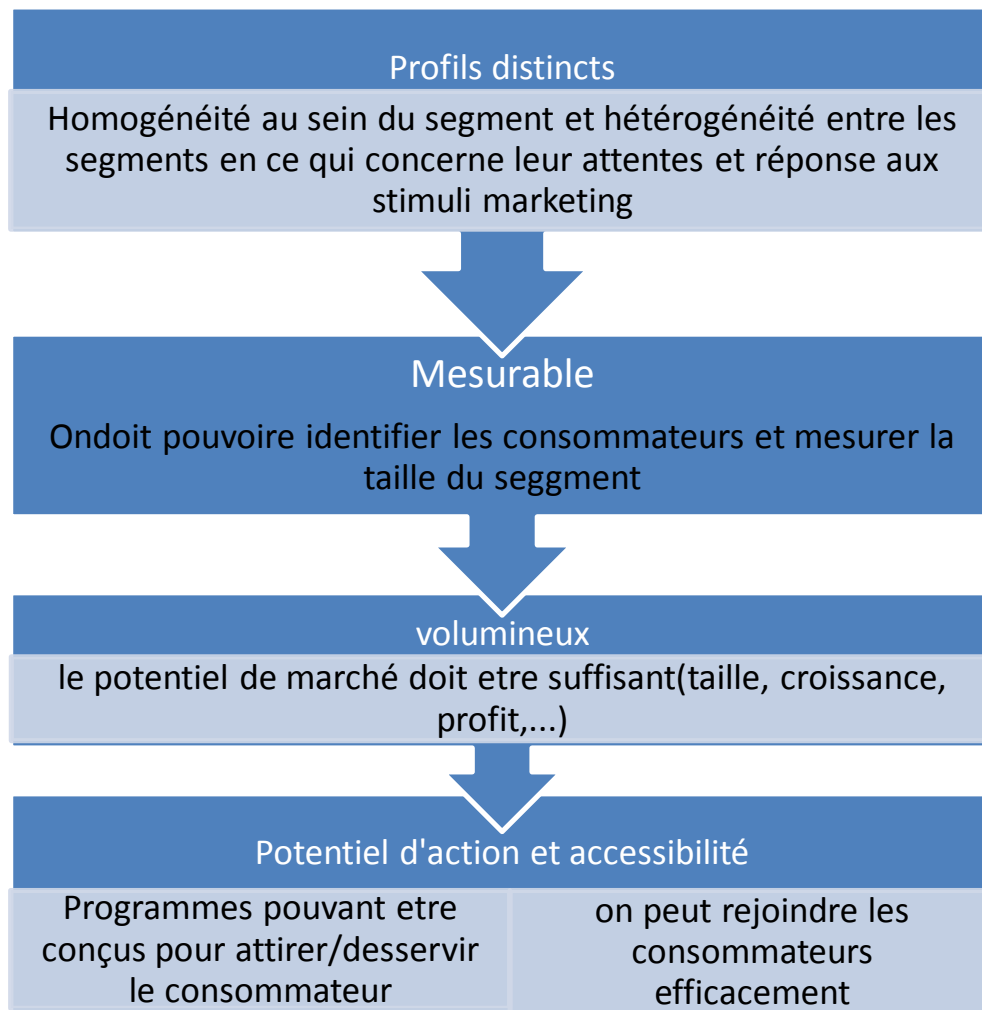 Profils distincts
Homogénéité au sein du segment et hétérogénéité entre les
segments en ce qui concerne leur attentes et réponse aux
stimuli marketing
Mesurable
Ondoit pouvoire identifier les consommateurs et mesurer la
taille du seggment
volumineux
le potentiel de marché doit etre suffisant(taille, croissance,
profit,...)
Potentiel d'action et accessibilité
Programmes pouvant etre
conçus pour attirer/desservir
le consommateur
on peut rejoindre les
consommateurs
efficacement